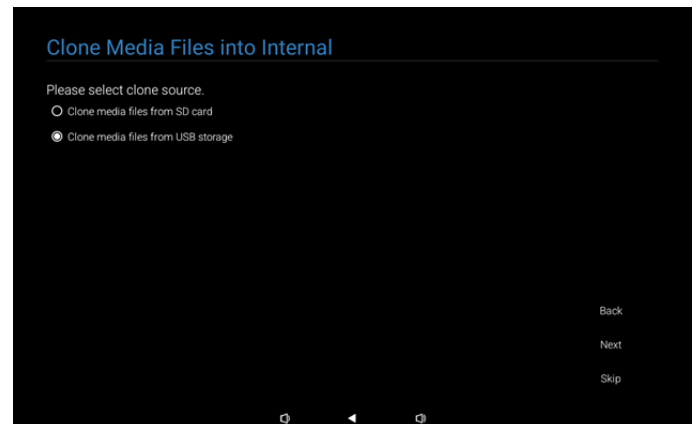 Clone Media Files into Internal
Please select clone source.
Clone media files from SD card
Clone media files from USB storage
Back
Next
Skip